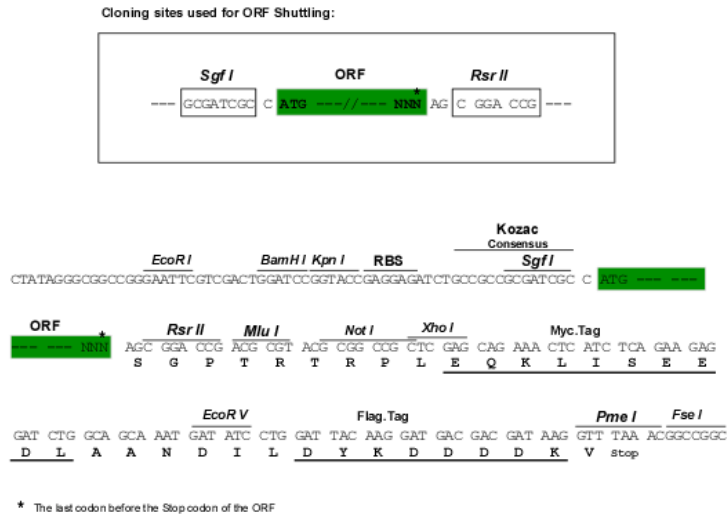 Cloning sites used for ORF Shuttling:
Sgf I ORF Rsr II
*
--- GCGATCGC C ATG ---//--- NNN AG C GGA CCG ---
Kozac
Consensus
EcoR I BamH I Kpn I RBS Sgf I
CTATAGGGCGGCCGGGAATTCGTCGACTGGATCCGGTACCGAGGAGATCTGCCGCCGCGATCGC C ATG --- ---
ORF * Rsr II Mlu I Not I Xho I Myc.Tag
--- --- NNN AGC GGA CCG ACG CGT ACG CGG CCG CTC GAG CAG AAA CTC ATC TCA GAA GAG
S G P T R T R P L E Q K L I S E E
EcoR V Flag.Tag Pme I Fse I
GAT CTG GCA GCA AAT GAT ATC CTG GAT TAC AAG GAT GAC GAC GAT AAG GTT TAA ACGGCCGGC
D L A A N D I L D Y K D D D D K V Stop
* The last codon before the Stop codon of the ORF